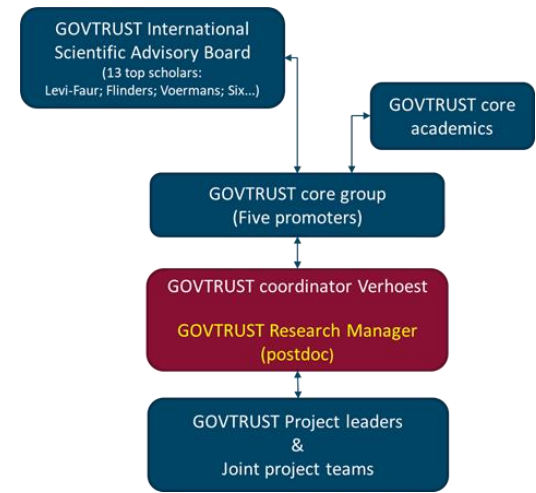 GOVTRUST International
Scientific Advisory Board
(13 top scholars:
Levi-Faur; Flinders; Voermans; Six...)
GOVTRUST core
academics
GOVTRUST core group
(Five promoters)
GOVTRUST coordinator Verhoest
GOVTRUST Research Manager
(postdoc)
GOVTRUST Project leaders
&
Joint project teams